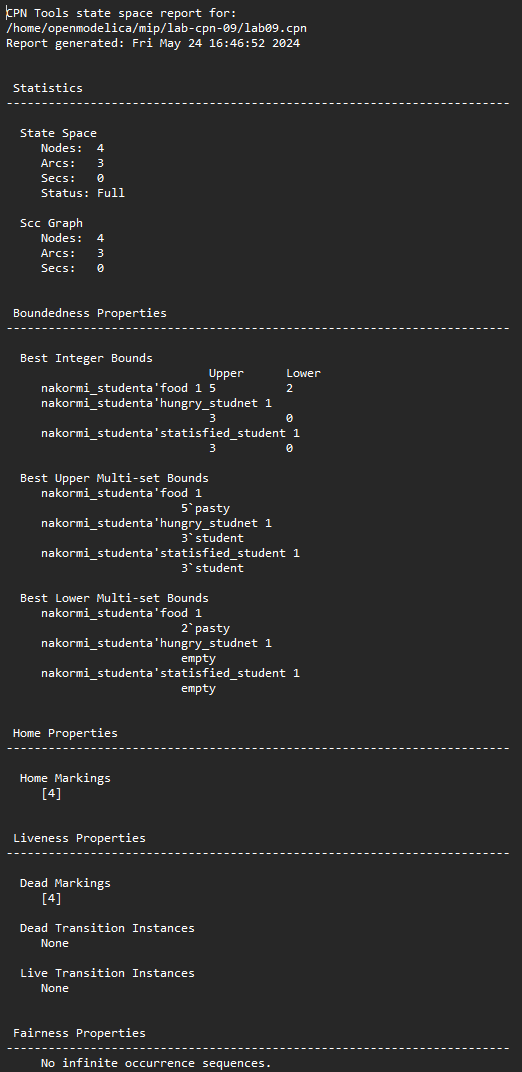 CPN Tools state space report for:
/home/openmodelica/mip/lab-cpn-09/lab09.cpn
Report generated: Fri May 24 16:46:52 2024
Statistics
------------------------------------------------------------------------
State Space
Nodes:  4
Arcs:   3
Secs:   0
Status: Full
Scc Graph
Nodes:  4
Arcs:   3
Secs:   0
Boundedness Properties
------------------------------------------------------------------------
Best Integer Bounds
Upper      Lower
nakormi_studenta'food 1 5          2
nakormi_studenta'hungry_studnet 1
3          0
nakormi_studenta'statisfied_student 1
3          0
Best Upper Multi-set Bounds
nakormi_studenta'food 1
5`pasty
nakormi_studenta'hungry_studnet 1
3`student
nakormi_studenta'statisfied_student 1
3`student
Best Lower Multi-set Bounds
nakormi_studenta'food 1
2`pasty
nakormi_studenta'hungry_studnet 1
empty
nakormi_studenta'statisfied_student 1
empty
Home Properties
------------------------------------------------------------------------
Home Markings
[4]
Liveness Properties
------------------------------------------------------------------------
Dead Markings
[4]
Dead Transition Instances
None
Live Transition Instances
None
Fairness Properties
------------------------------------------------------------------------
No infinite occurrence sequences.